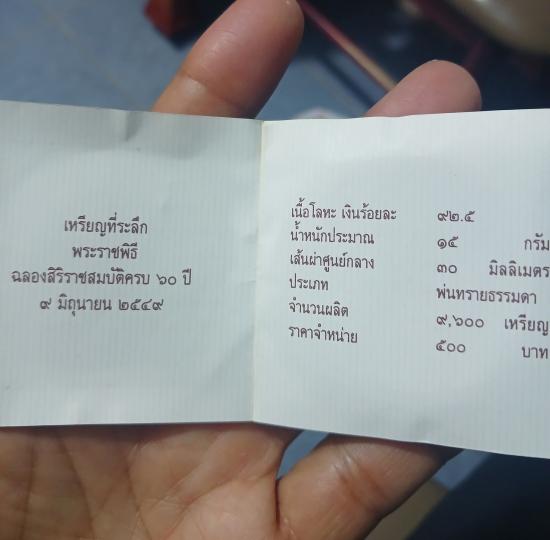 เหรียญที่ระลึก
พระราชพิธี
ฉลองสิริราชสมบัติครบ ๖๐ ปี
๙ มิถุนายน ๒๕๔๙
เนื้อโลหะ เงินร้อยละ ๙๒.๕
น้ำหนักประมาณ ๑๕ กรัม
เส้นผ่าศูนย์กลาง ๓๐ มิลลิเมตร
ประเภท พ่นทรายธรรมดา
จำนวนผลิต ๙,๖๐๐ เหรียญ
ราคาจำหน่าย ๕๐๐ บาท